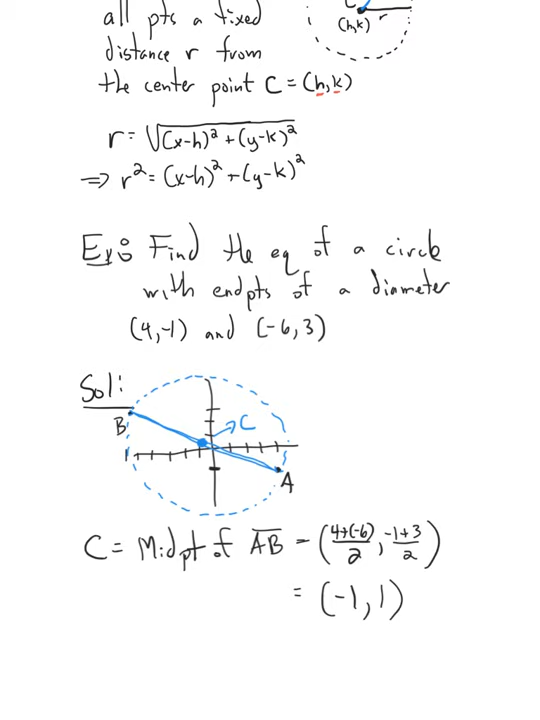 all pts a fixed
distance r from
the center point C = (h,k)
(h,k) r
r = √(x-h)² + (y-k)²
⇒ r² = (x-h)² + (y-k)²
Ex: Find the eq of a circle
with endpts of a diameter
(4,-1) and (-6,3)
Sol:
B
C
A
C = Midpt of AB = (4+(-6)/2, -1+3/2)
= (-1,1)